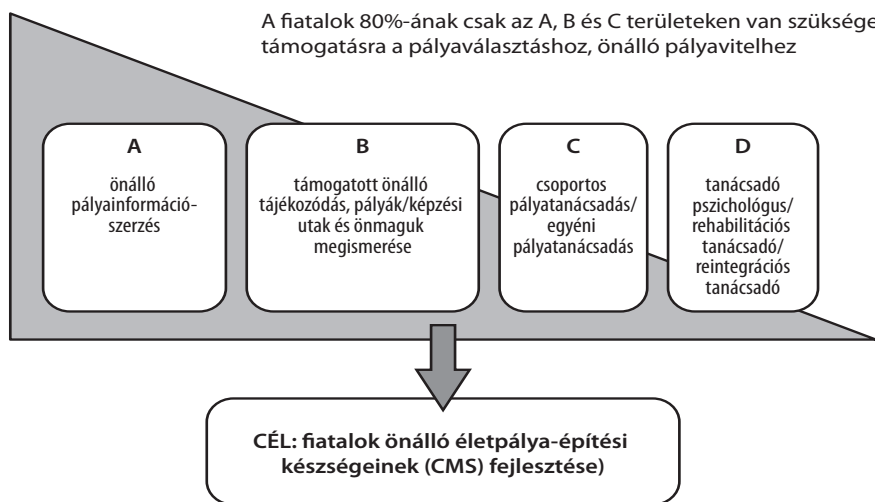 A fiatalok 80%-ának csak az A, B és C területeken van szüksége
támogatásra a pályaválasztáshoz, önálló pályavitelhez
A
önálló
pályainformáció-
szerzés
B
támogatott önálló
tájékozódás, pályák/képzési
utak és önmaguk
megismerése
C
csoportos
pályatanácsadás/
egyéni
pályatanácsadás
D
tanácsadó
pszichológus/
rehabilitációs
tanácsadó/
reintegrációs
tanácsadó
CÉL: fiatalok önálló életpálya-építési
készségeinek (CMS) fejlesztése)